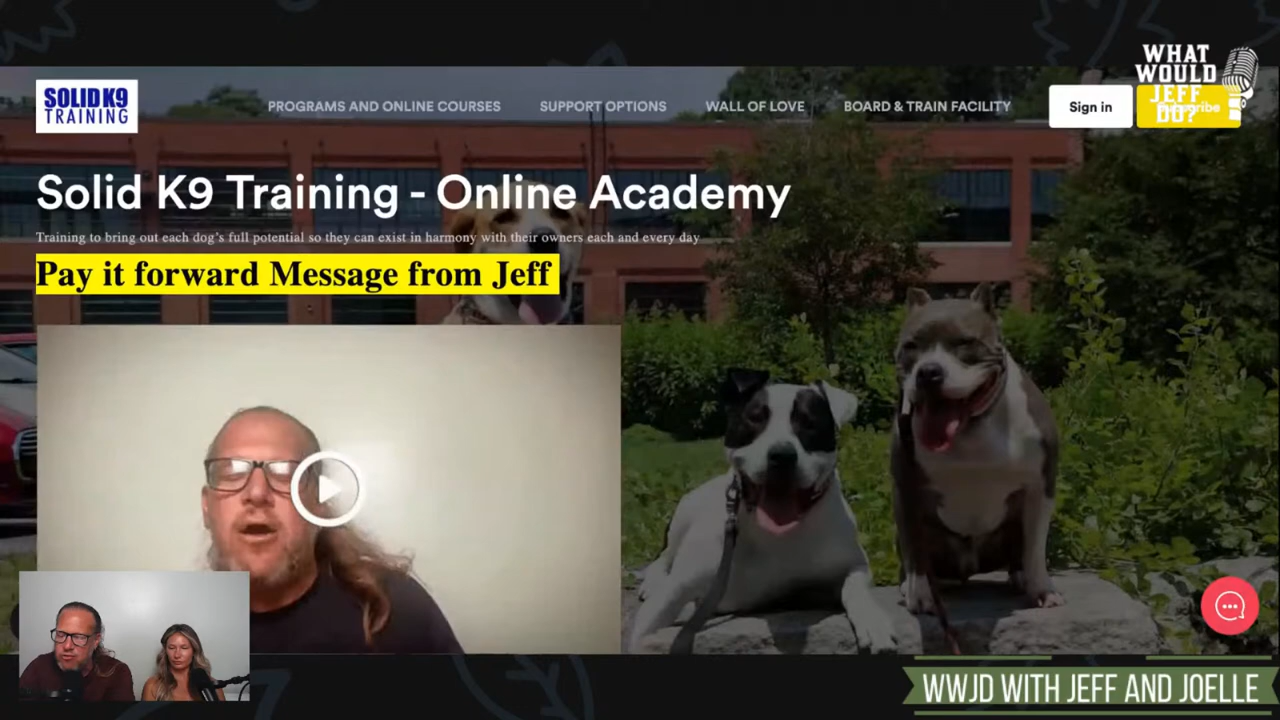 SOLID K9
TRAINING
PROGRAMS AND ONLINE COURSES
SUPPORT OPTIONS
WALL OF LOVE
BOARD & TRAIN FACILITY
Sign in
WHAT
WOULD
JEFF
DO?
Solid K9 Training - Online Academy
Training to bring out each dog's full potential so they can exist in harmony with their owners each and every day
Pay it forward Message from Jeff
WWJD WITH JEFF AND JOELLE